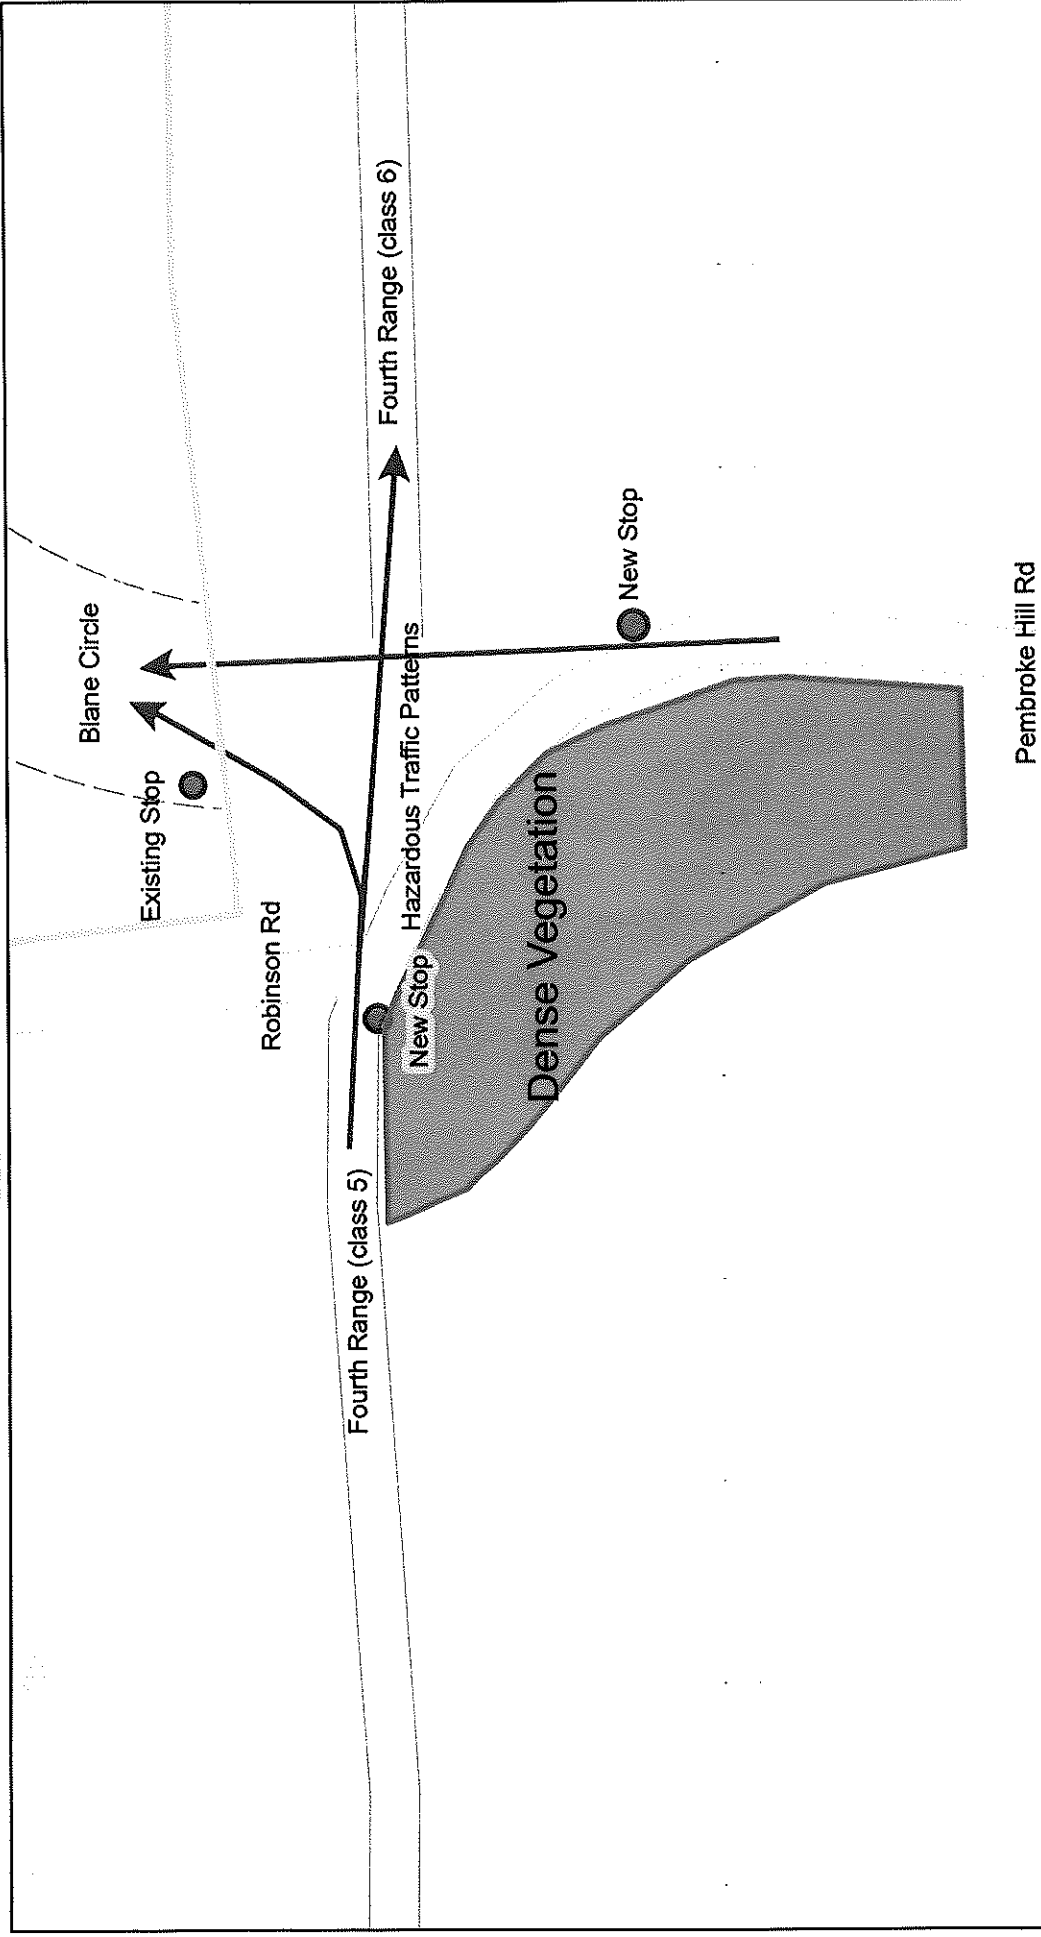 Blane Circle
Existing Stop
Robinson Rd
Fourth Range (class 5)
Fourth Range (class 6)
Hazardous Traffic Patterns
New Stop
Dense Vegetation
New Stop
Pembroke Hill Rd